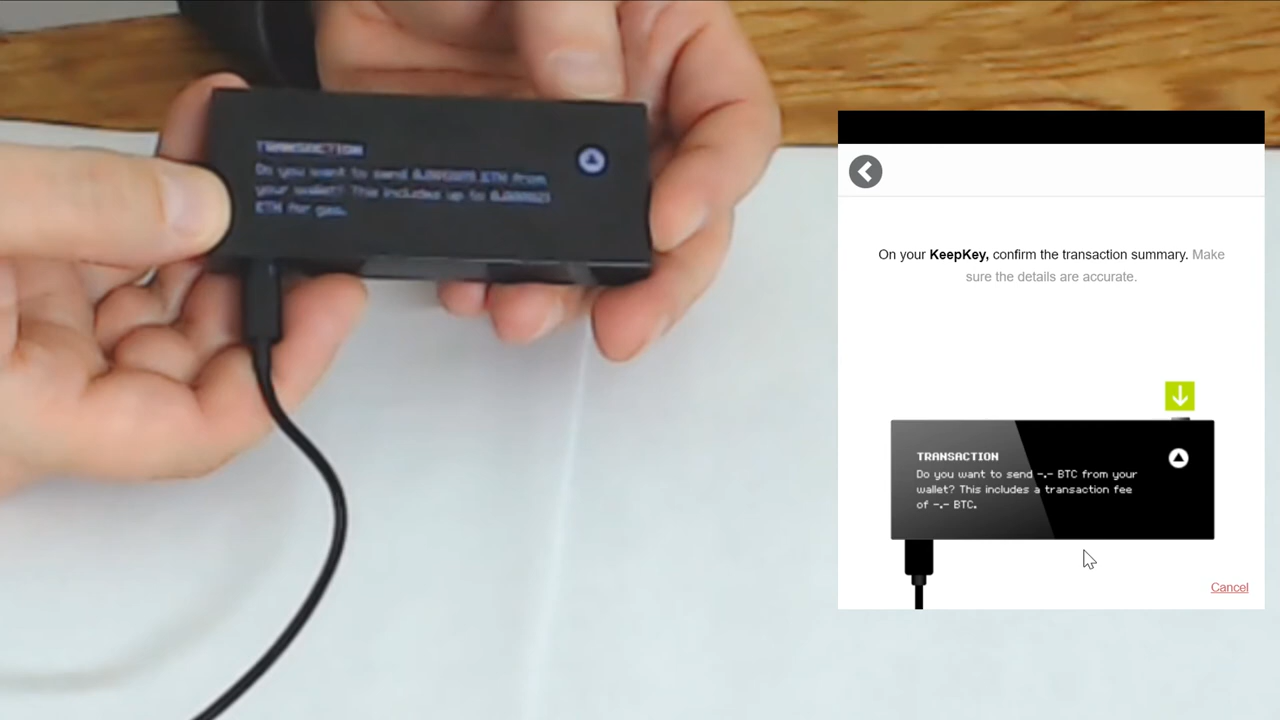 TRANSACTION
Do you want to send ETH from
your wallet? This includes up to
ETH for gas.
On your KeepKey, confirm the transaction summary. Make
sure the details are accurate.
TRANSACTION
Do you want to send -.- BTC from your
wallet? This includes a transaction fee
of -.- BTC.
Cancel